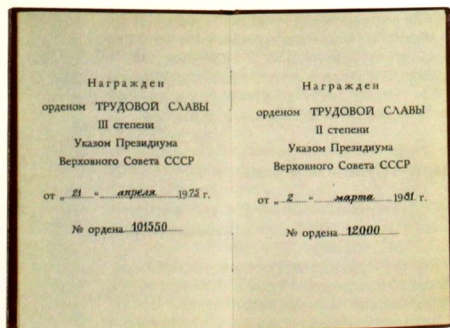 Награжден
орденом ТРУДОВОЙ СЛАВЫ
III степени
Указом Президиума
Верховного Совета СССР
от „ 21 “ апреля 1975 г.
№ ордена 101550
Награжден
орденом ТРУДОВОЙ СЛАВЫ
II степени
Указом Президиума
Верховного Совета СССР
от „ 2 “ марта 1981 г.
№ ордена 12000